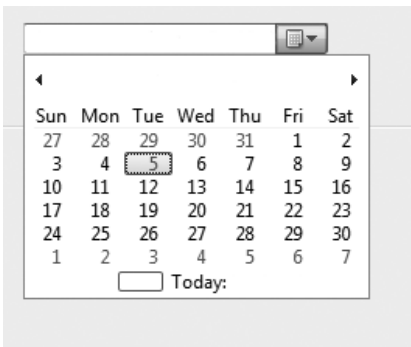 Sun Mon Tue Wed Thu Fri Sat
27 28 29 30 31 1 2
3 4 5 6 7 8 9
10 11 12 13 14 15 16
17 18 19 20 21 22 23
24 25 26 27 28 29 30
1 2 3 4 5 6 7
Today: